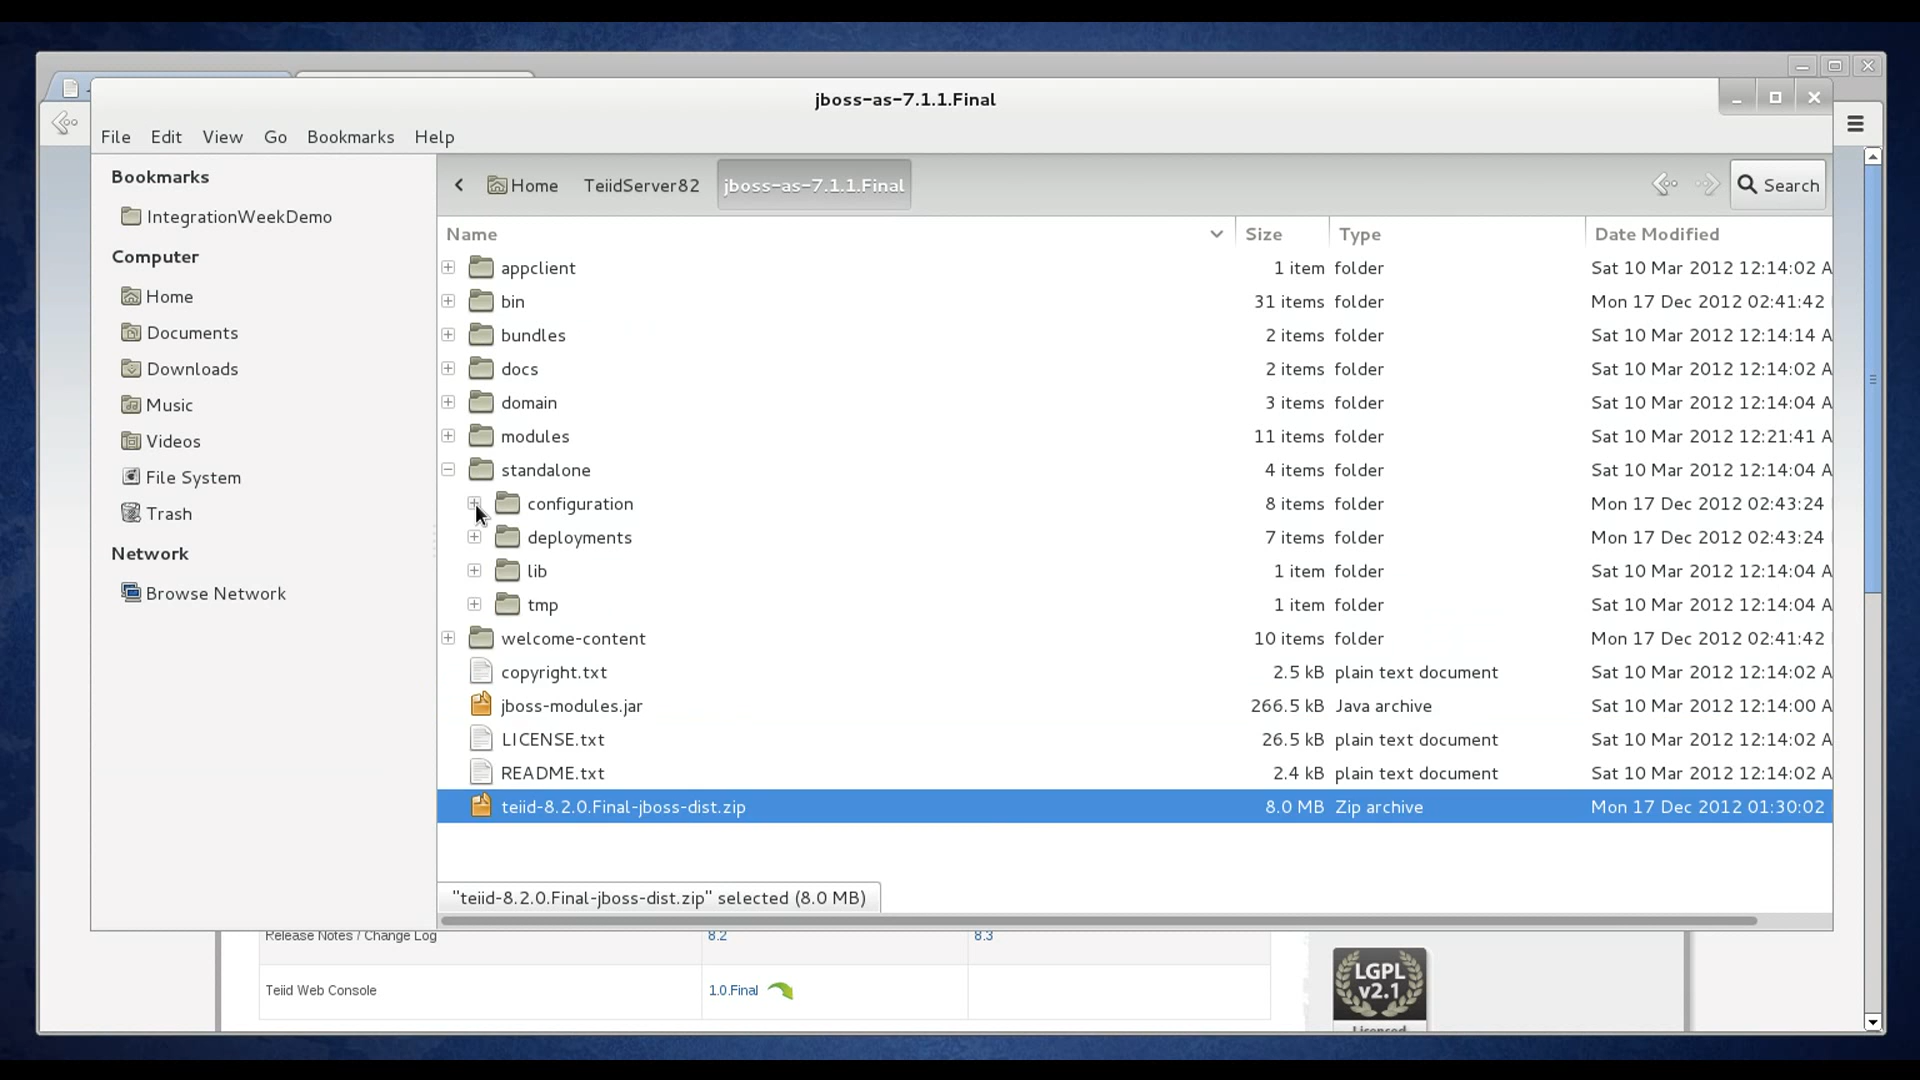 jboss-as-7.1.1.Final
File Edit View Go Bookmarks Help
Bookmarks
IntegrationWeekDemo
Computer
Home
Documents
Downloads
Music
Videos
File System
Trash
Network
Browse Network
Home TeiidServer82 jboss-as-7.1.1.Final Search
Name Size Type Date Modified
appclient 1 item folder Sat 10 Mar 2012 12:14:02 A
bin 31 items folder Mon 17 Dec 2012 02:41:42
bundles 2 items folder Sat 10 Mar 2012 12:14:14 A
docs 2 items folder Sat 10 Mar 2012 12:14:02 A
domain 3 items folder Sat 10 Mar 2012 12:14:04 A
modules 11 items folder Sat 10 Mar 2012 12:21:41 A
standalone 4 items folder Sat 10 Mar 2012 12:14:04 A
configuration 8 items folder Mon 17 Dec 2012 02:43:24
deployments 7 items folder Mon 17 Dec 2012 02:43:24
lib 1 item folder Sat 10 Mar 2012 12:14:04 A
tmp 1 item folder Sat 10 Mar 2012 12:14:04 A
welcome-content 10 items folder Mon 17 Dec 2012 02:41:42
copyright.txt 2.5 kB plain text document Sat 10 Mar 2012 12:14:02 A
jboss-modules.jar 266.5 kB Java archive Sat 10 Mar 2012 12:14:00 A
LICENSE.txt 26.5 kB plain text document Sat 10 Mar 2012 12:14:02 A
README.txt 2.4 kB plain text document Sat 10 Mar 2012 12:14:02 A
teiid-8.2.0.Final-jboss-dist.zip 8.0 MB Zip archive Mon 17 Dec 2012 01:30:02
"teiid-8.2.0.Final-jboss-dist.zip" selected (8.0 MB)
Release Notes / Change Log 8.2 8.3
Teiid Web Console 1.0.Final
LGPL
v2.1
Licensed